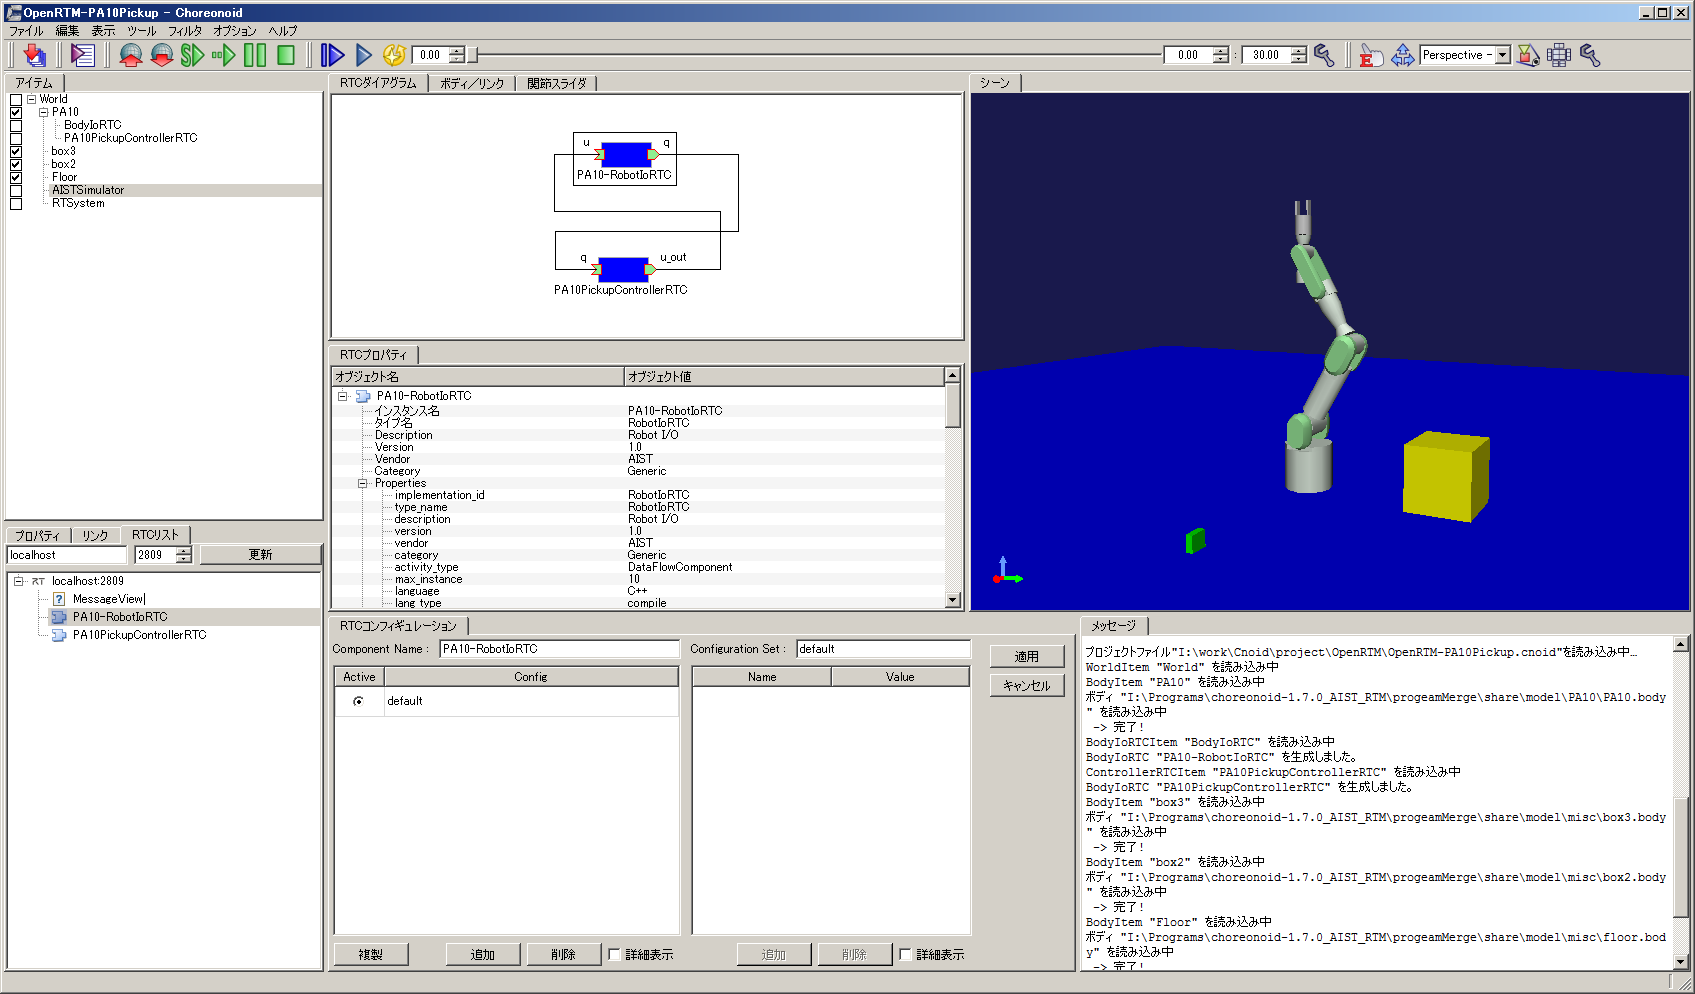 OpenRTM-PA10Pickup - Choreonoid
ファイル 編集 表示 ツール フィルタ オプション ヘルプ
0.00
0.00 : 30.00
Perspective -
アイテム
World
PA10
BodyIoRTC
PA10PickupControllerRTC
box3
box2
Floor
AISTSimulator
RTSystem
プロパティ リンク RTCリスト
localhost 2809 更新
RT localhost:2809
MessageView
PA10-RobotIoRTC
PA10PickupControllerRTC
RTCダイアグラム ボディ／リンク 関節スライダ
u q
PA10-RobotIoRTC
q u_out
PA10PickupControllerRTC
RTCプロパティ
オブジェクト名 オブジェクト値
PA10-RobotIoRTC
インスタンス名 PA10-RobotIoRTC
タイプ名 RobotIoRTC
Description Robot I/O
Version 1.0
Vendor AIST
Category Generic
Properties
implementation_id RobotIoRTC
type_name RobotIoRTC
description Robot I/O
version 1.0
vendor AIST
category Generic
activity_type DataFlowComponent
max_instance 10
language C++
lang_type compile
シーン
RTCコンフィギュレーション
Component Name : PA10-RobotIoRTC Configuration Set : default 適用
キャンセル
Active Config Name Value
default
複製 追加 削除 詳細表示 追加 削除 詳細表示
メッセージ
プロジェクトファイル"I:\work\Cnoid\project\OpenRTM\OpenRTM-PA10Pickup.cnoid"を読み込み中...
WorldItem "World" を読み込み中
BodyItem "PA10" を読み込み中
ボディ "I:\Programs\choreonoid-1.7.0_AIST_RTM\progeamMerge\share\model\PA10\PA10.body
" を読み込み中
-> 完了!
BodyIoRTCItem "BodyIoRTC" を読み込み中
BodyIoRTC "PA10-RobotIoRTC" を生成しました。
ControllerRTCItem "PA10PickupControllerRTC" を読み込み中
BodyIoRTC "PA10PickupControllerRTC" を生成しました。
BodyItem "box3" を読み込み中
ボディ "I:\Programs\choreonoid-1.7.0_AIST_RTM\progeamMerge\share\model\misc\box3.body
" を読み込み中
-> 完了!
BodyItem "box2" を読み込み中
ボディ "I:\Programs\choreonoid-1.7.0_AIST_RTM\progeamMerge\share\model\misc\box2.body
" を読み込み中
-> 完了!
BodyItem "Floor" を読み込み中
ボディ "I:\Programs\choreonoid-1.7.0_AIST_RTM\progeamMerge\share\model\misc\floor.bod
y" を読み込み中
-> 完了!